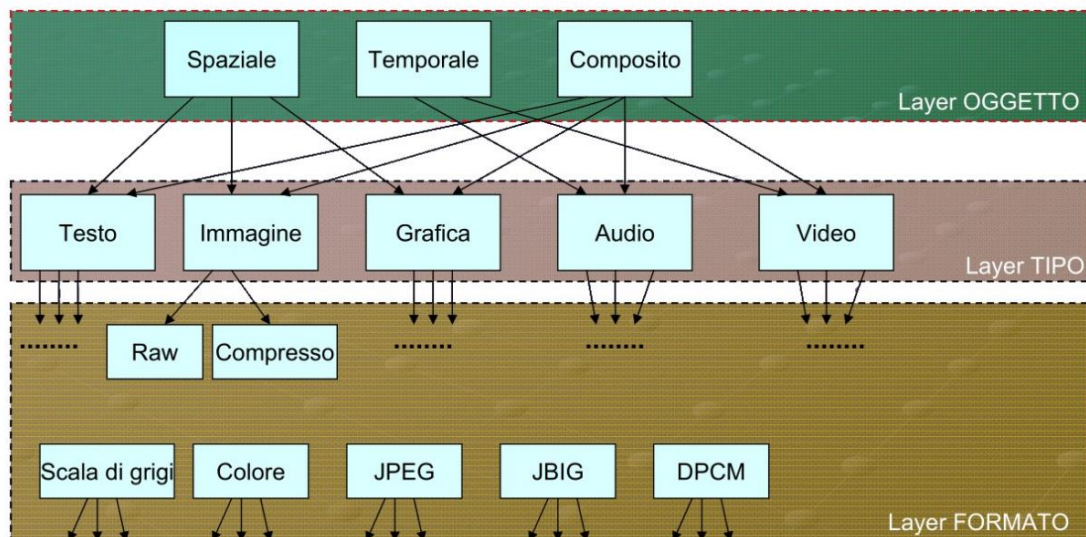 Spaziale
Temporale
Composito
Layer OGGETTO
Testo
Immagine
Grafica
Audio
Video
Layer TIPO
........
Raw
Compresso
........
........
........
Scala di grigi
Colore
JPEG
JBIG
DPCM
Layer FORMATO